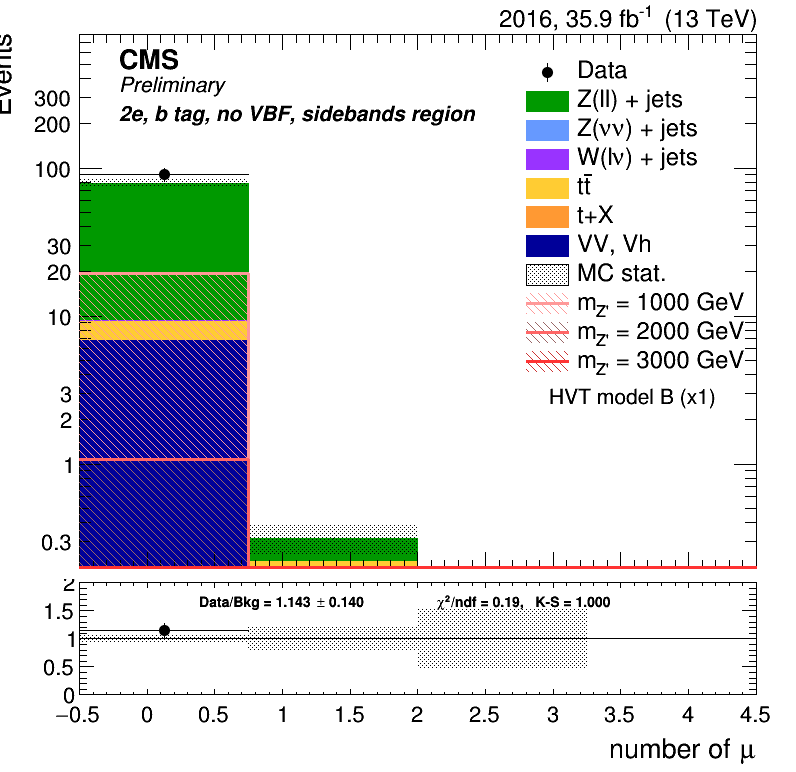 2016, 35.9 fb⁻¹ (13 TeV)
Events
CMS
Preliminary
2e, b tag, no VBF, sidebands region
Data
Z(ll) + jets
Z(νν) + jets
W(lν) + jets
tt̄
t+X
VV, Vh
MC stat.
m_Z' = 1000 GeV
m_Z' = 2000 GeV
m_Z' = 3000 GeV
HVT model B (x1)
300
200
100
30
20
10
3
2
1
0.3
Data/Bkg = 1.143 ± 0.140
χ²/ndf = 0.19, K-S = 1.000
2
1.5
1
0.5
0
−0.5 0 0.5 1 1.5 2 2.5 3 3.5 4 4.5
number of μ